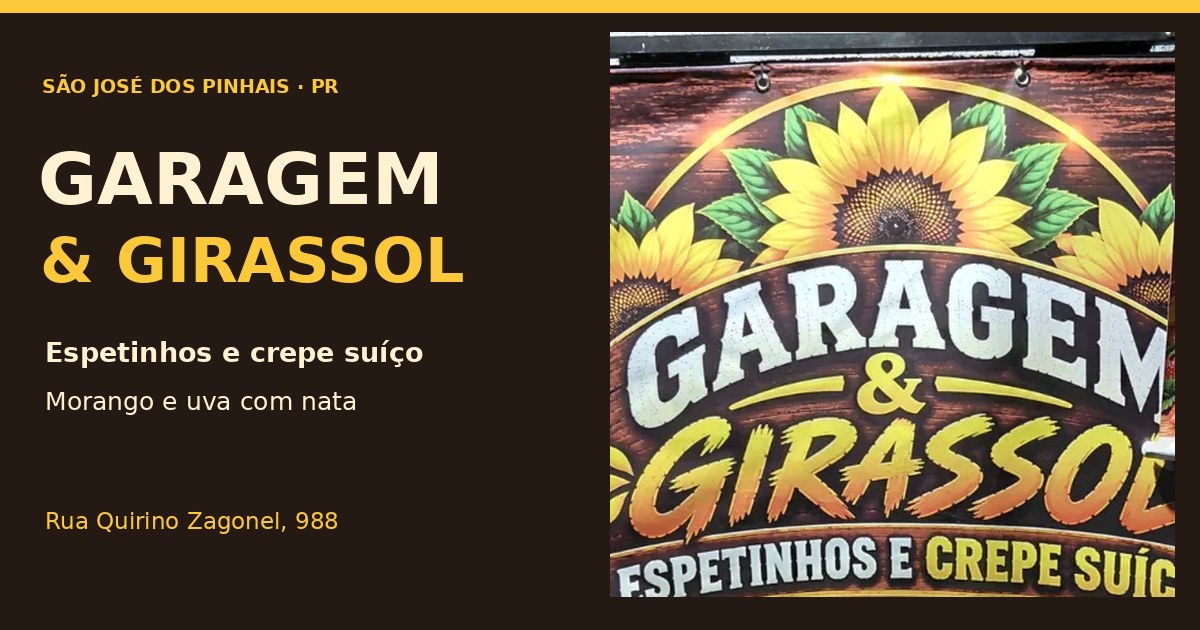 SÃO JOSÉ DOS PINHAIS · PR
GARAGEM
& GIRASSOL
Espetinhos e crepe suíço
Morango e uva com nata
Rua Quirino Zagonel, 988
GARAGEM
&
GIRASSOL
ESPETINHOS E CREPE SUÍÇ